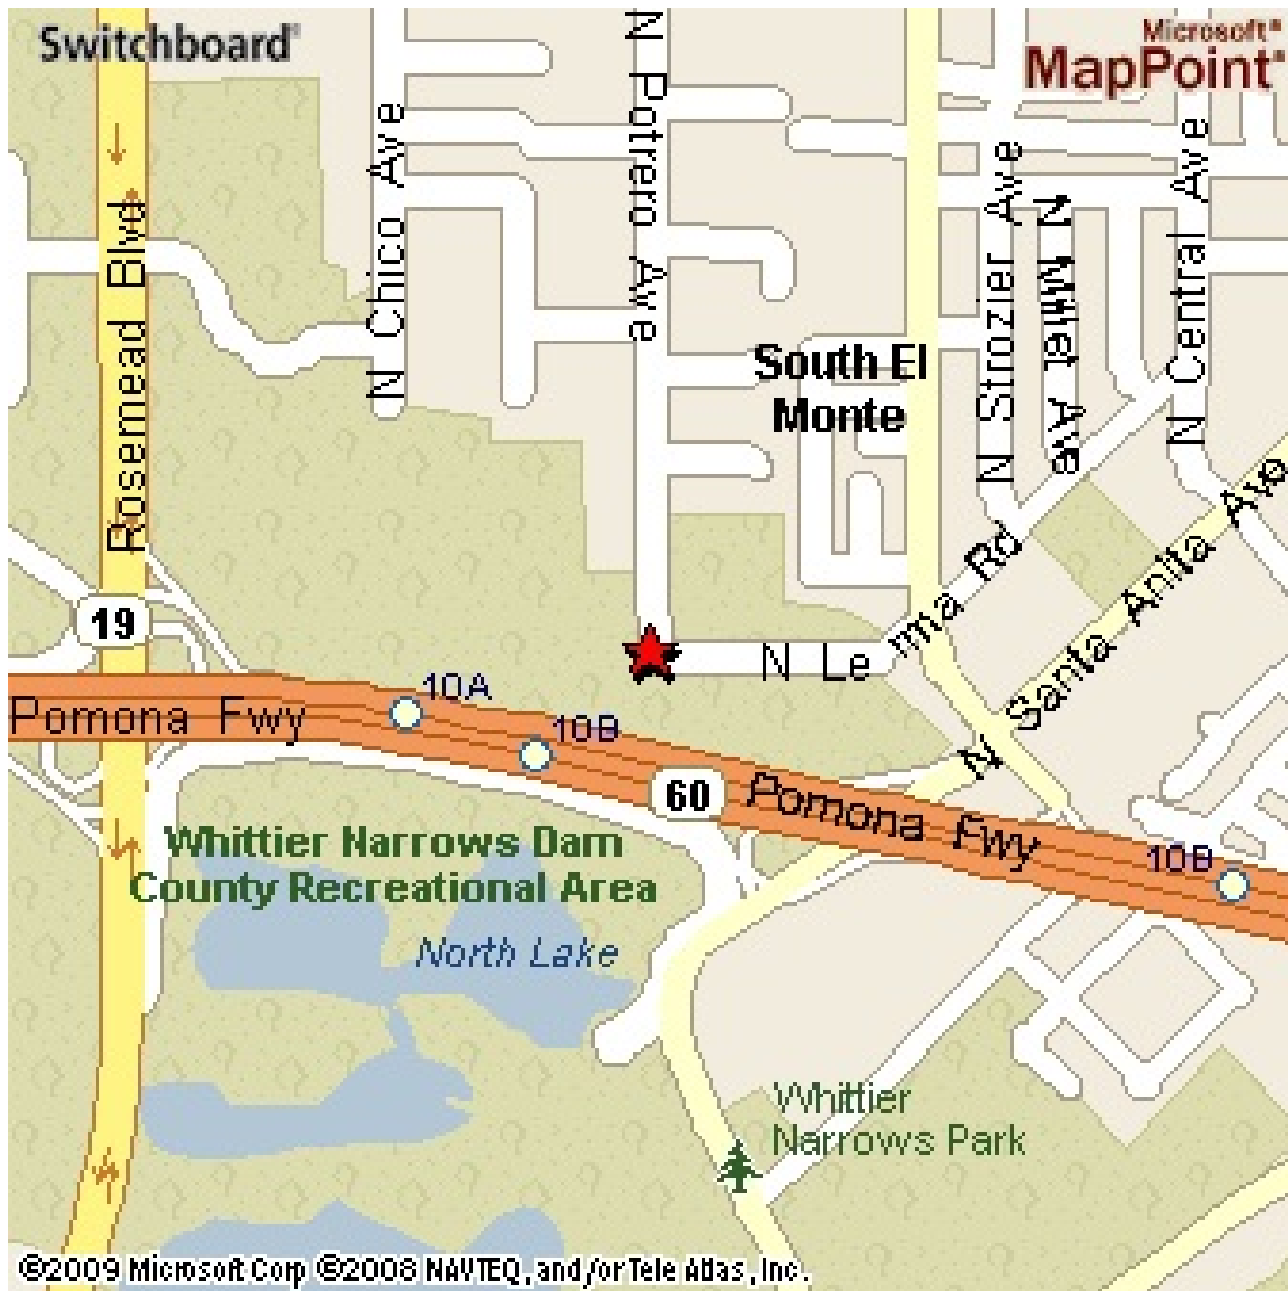 Switchboard®
Microsoft®
MapPoint®
N Potrero Ave
N Chico Ave
Rosemead Blvd
N Strozier Ave
N Millet Ave
N Central Ave
South El
Monte
N Lerma Rd
N Santa Anita Ave
19
10A
10B
Pomona Fwy
60
Pomona Fwy
10B
Whittier Narrows Dam
County Recreational Area
North Lake
Whittier
Narrows Park
©2009 Microsoft Corp ©2008 NAVTEQ, and/or Tele Atlas, Inc.